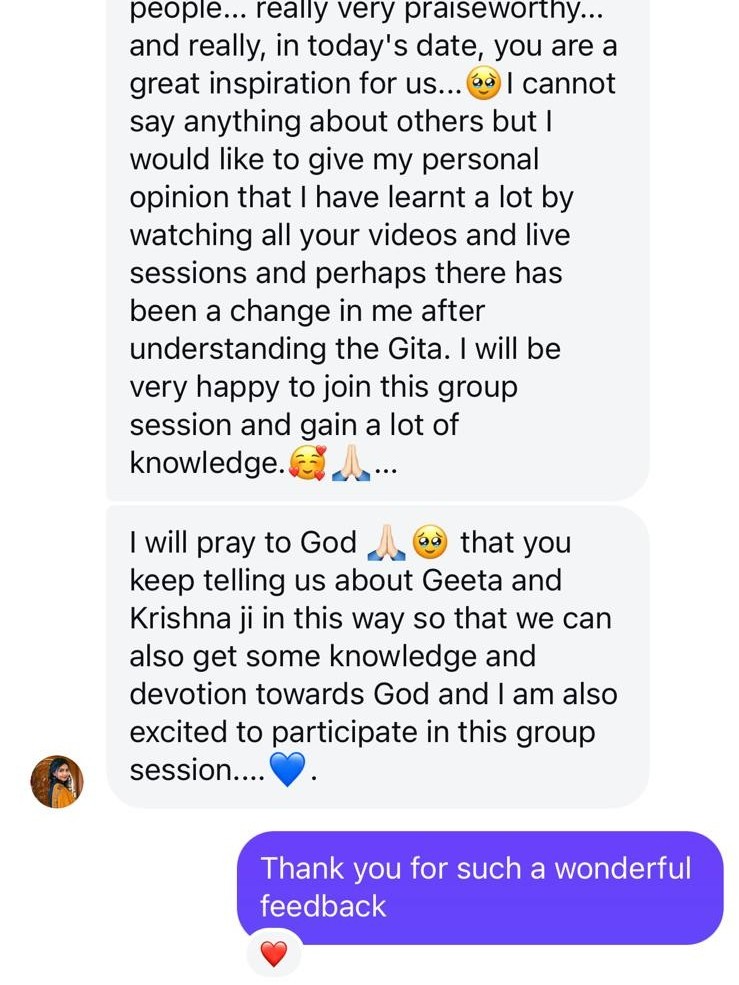 people... really very praiseworthy...
and really, in today's date, you are a
great inspiration for us...🥹I cannot
say anything about others but I
would like to give my personal
opinion that I have learnt a lot by
watching all your videos and live
sessions and perhaps there has
been a change in me after
understanding the Gita. I will be
very happy to join this group
session and gain a lot of
knowledge.🥰🙏🏻...
I will pray to God 🙏🏻🥹 that you
keep telling us about Geeta and
Krishna ji in this way so that we can
also get some knowledge and
devotion towards God and I am also
excited to participate in this group
session....💙.
Thank you for such a wonderful
feedback
❤️